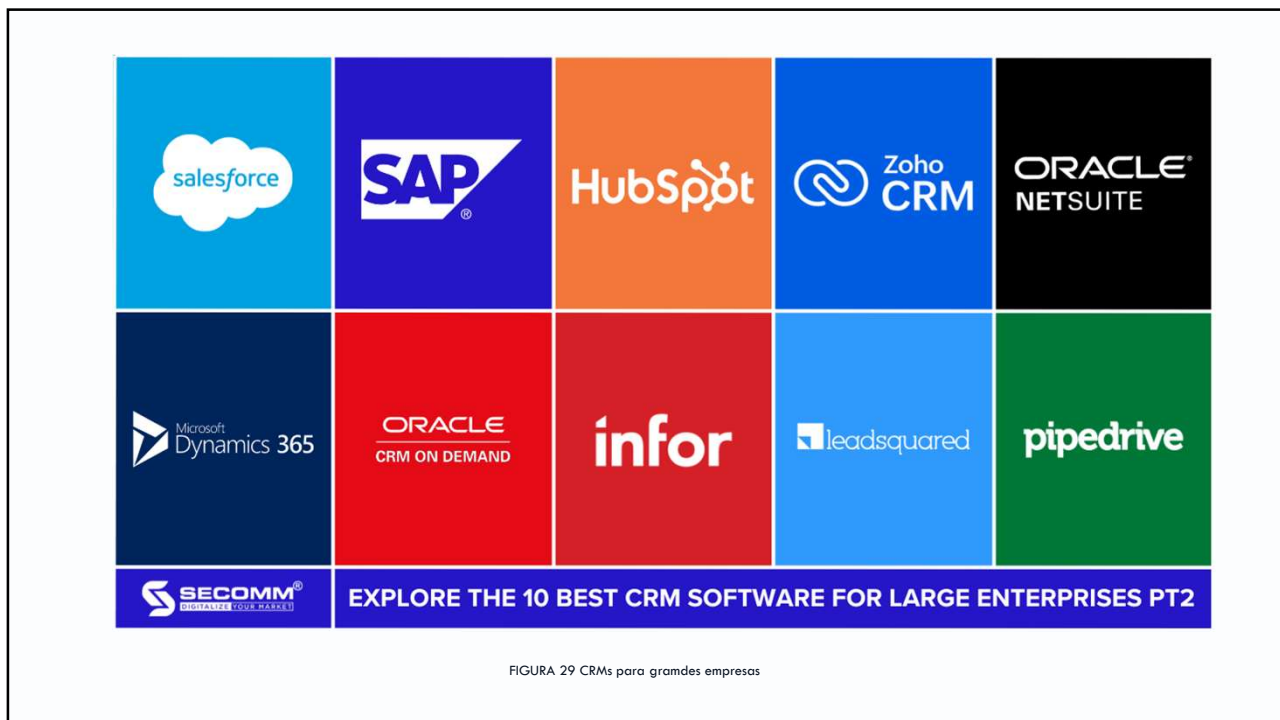 salesforce
SAP
®
HubSpot
Zoho
CRM
ORACLE®
NETSUITE
Microsoft
Dynamics 365
ORACLE
CRM ON DEMAND
infor
leadsquared
pipedrive
SECOMM®
DIGITALIZE YOUR MARKET
EXPLORE THE 10 BEST CRM SOFTWARE FOR LARGE ENTERPRISES PT2
FIGURA 29 CRMs para gramdes empresas